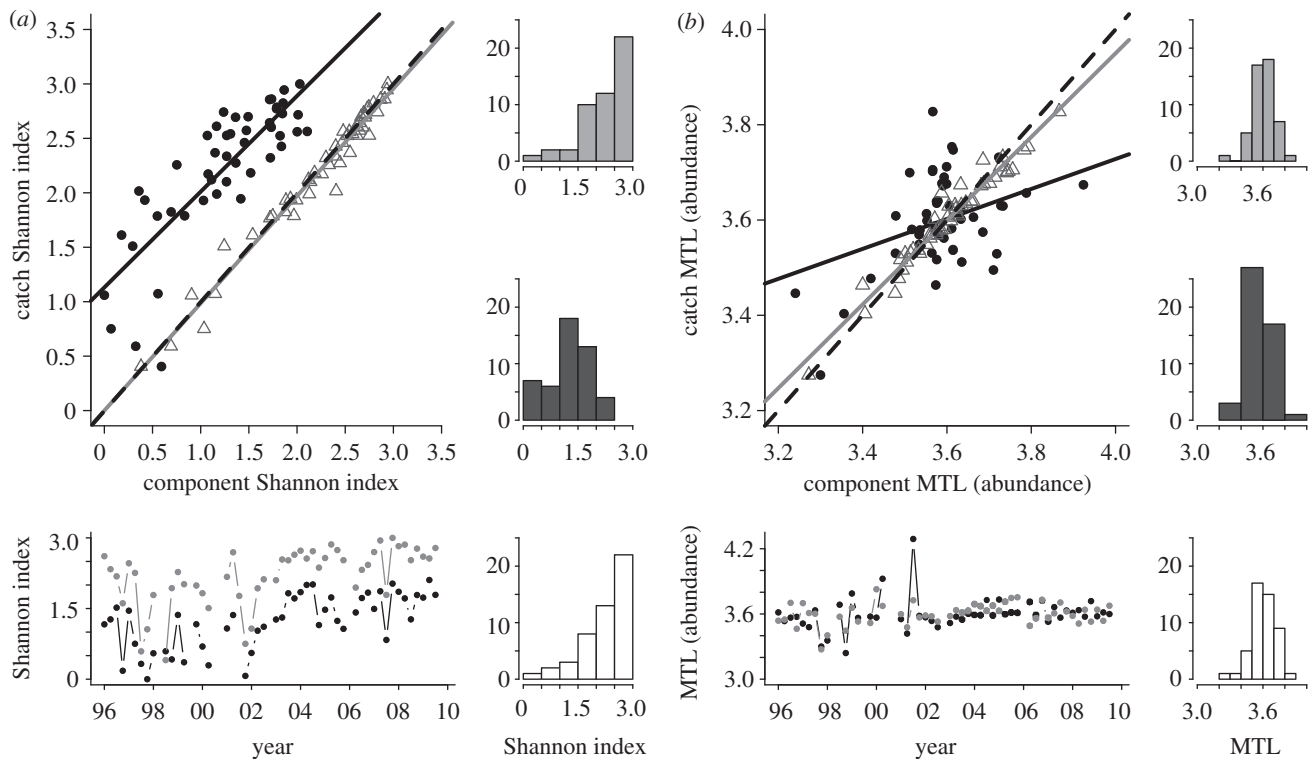 (a)
3.5
3.0
2.5
2.0
1.5
1.0
0.5
0
catch Shannon index
0 0.5 1.0 1.5 2.0 2.5 3.0 3.5
component Shannon index
20
10
0
0 1.5 3.0
20
10
0
0 1.5 3.0
(b)
4.0
3.8
3.6
3.4
3.2
catch MTL (abundance)
3.2 3.4 3.6 3.8 4.0
component MTL (abundance)
20
10
0
3.0 3.6
20
10
0
3.0 3.6
Shannon index
3.0
1.5
0
96 98 00 02 04 06 08 10
year
20
10
0
0 1.5 3.0
Shannon index
MTL (abundance)
4.2
3.6
3.0
96 98 00 02 04 06 08 10
year
20
10
0
3.0 3.6
MTL